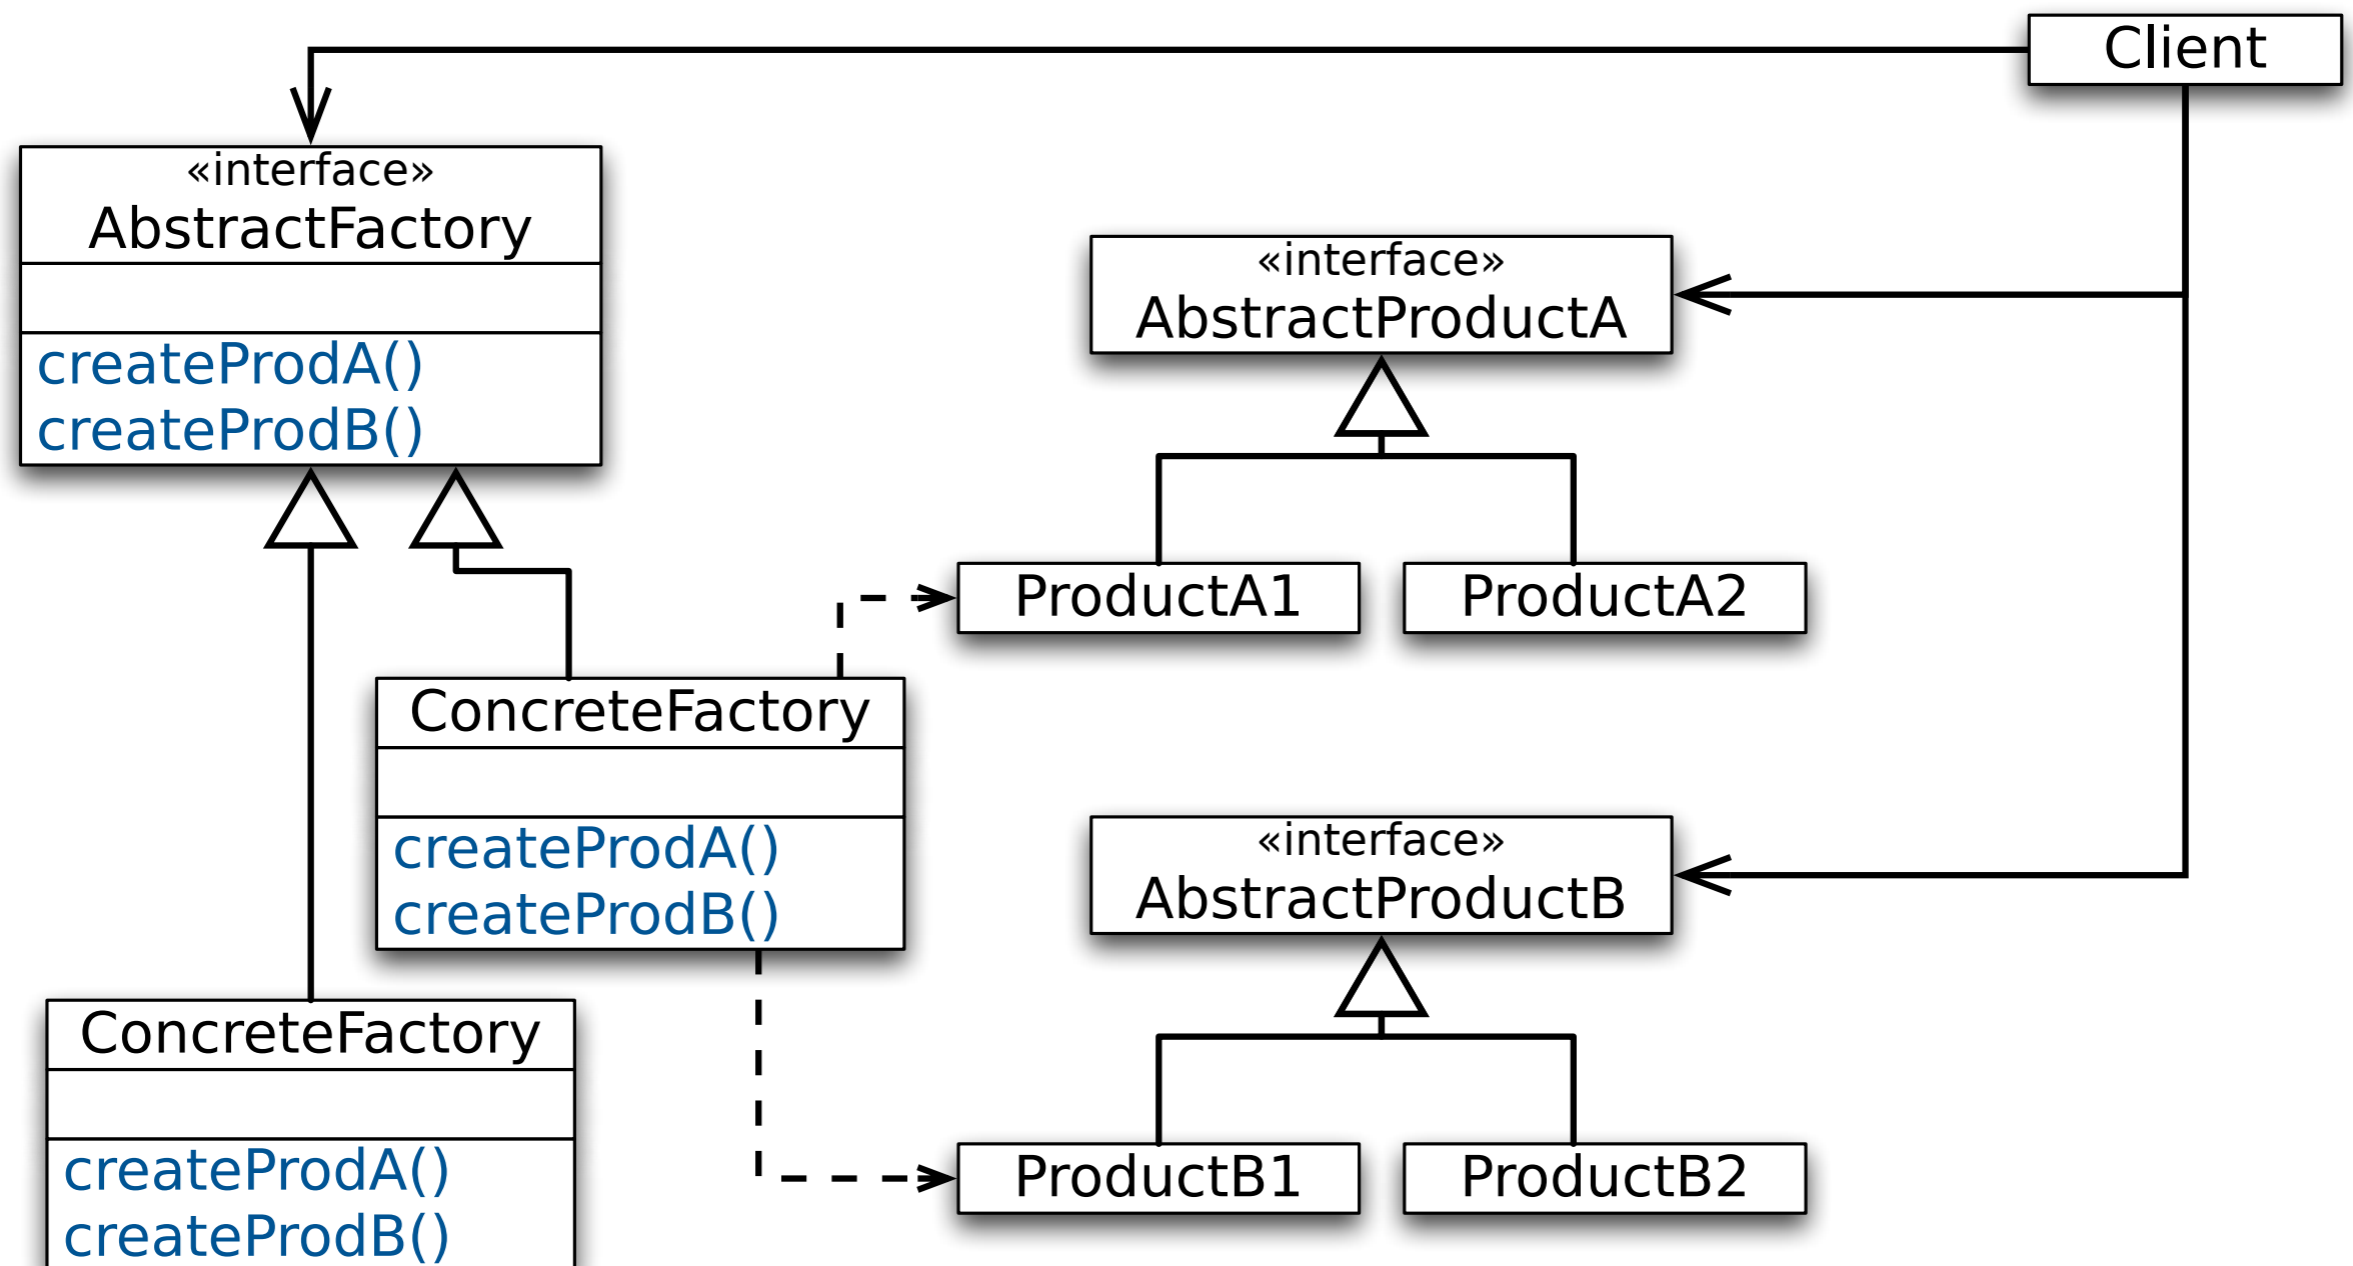 Client
«interface»
AbstractFactory
createProdA()
createProdB()
«interface»
AbstractProductA
ProductA1
ProductA2
ConcreteFactory
createProdA()
createProdB()
«interface»
AbstractProductB
ConcreteFactory
createProdA()
createProdB()
ProductB1
ProductB2